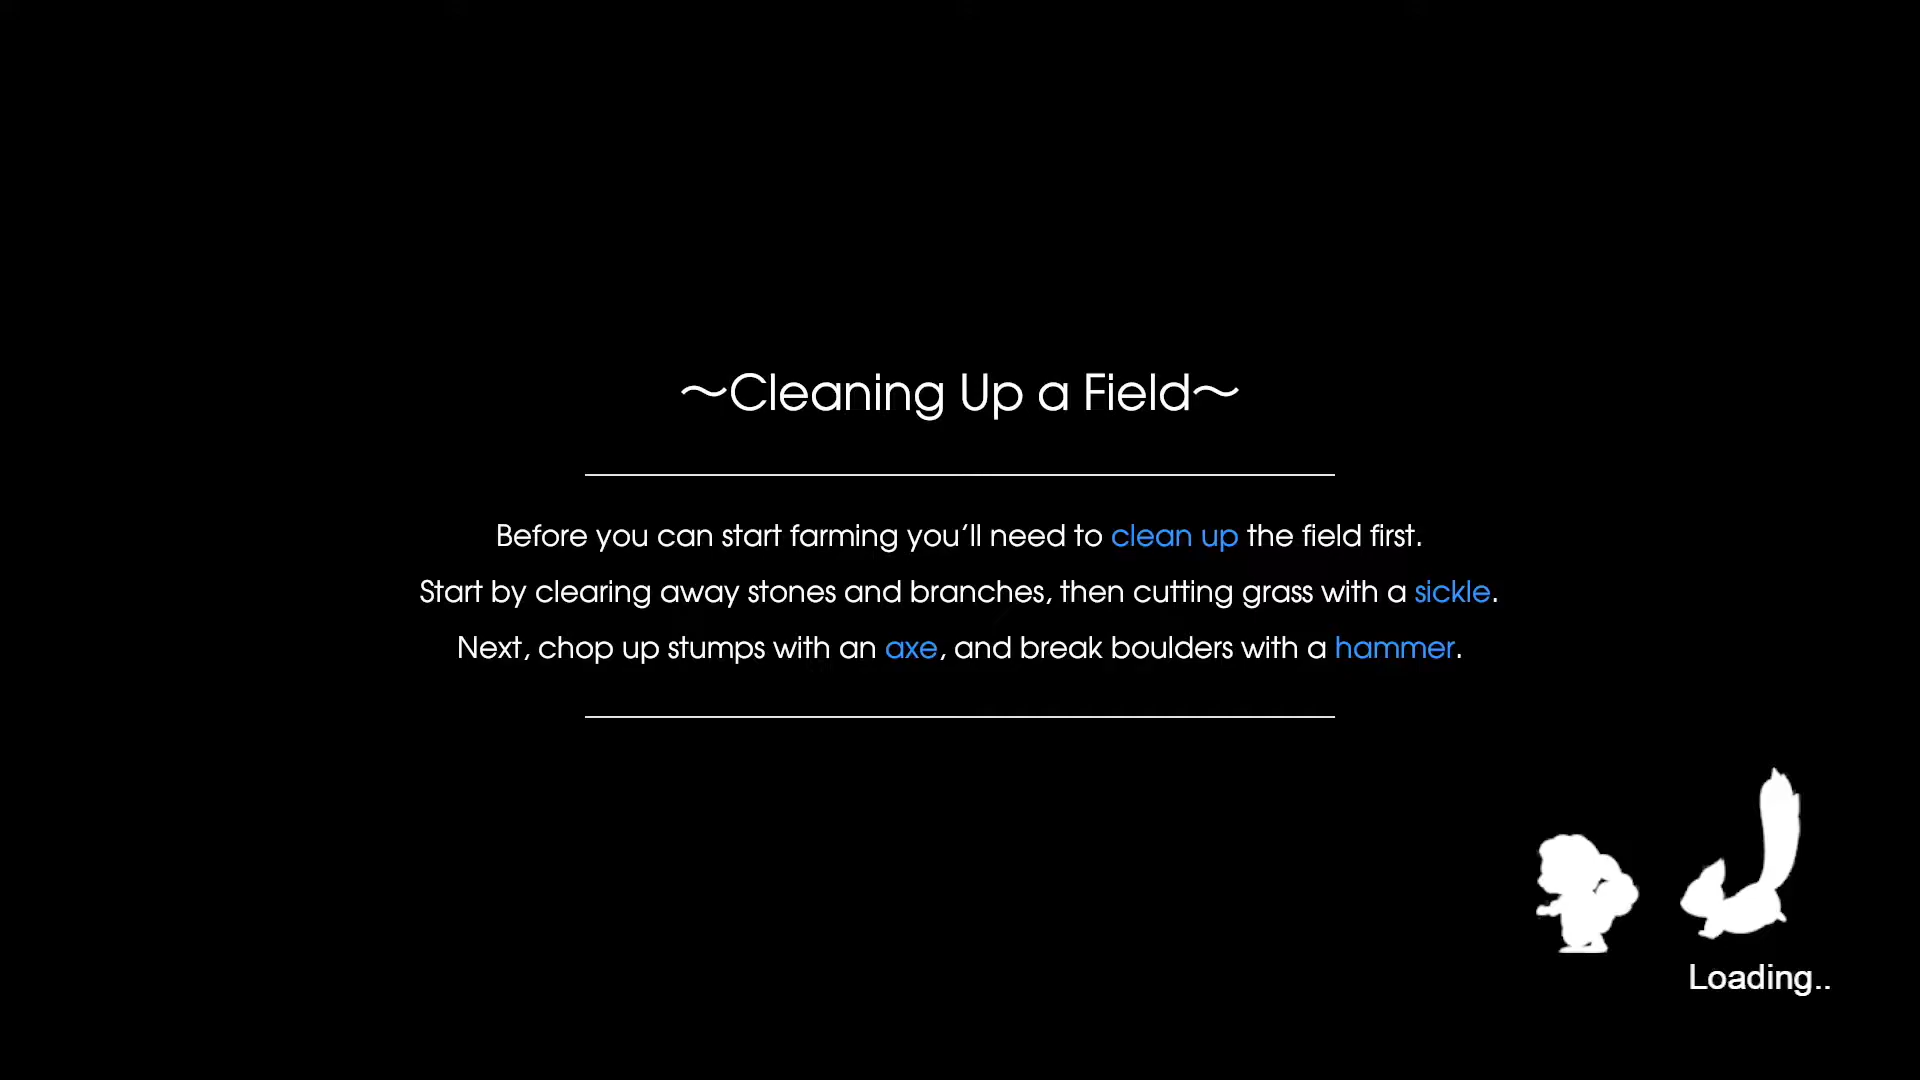 ～Cleaning Up a Field～
Before you can start farming you’ll need to clean up the field first.
Start by clearing away stones and branches, then cutting grass with a sickle.
Next, chop up stumps with an axe, and break boulders with a hammer.
Loading..